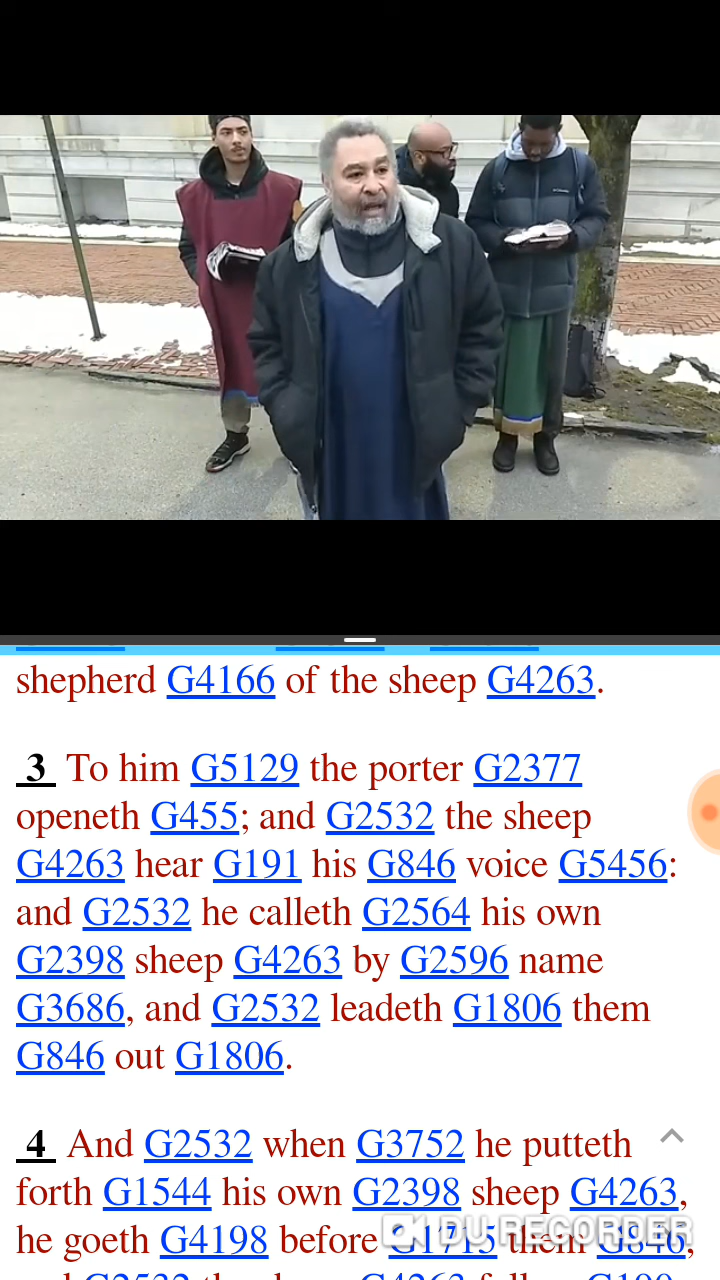 shepherd G4166 of the sheep G4263.
3 To him G5129 the porter G2377
openeth G455; and G2532 the sheep
G4263 hear G191 his G846 voice G5456:
and G2532 he calleth G2564 his own
G2398 sheep G4263 by G2596 name
G3686, and G2532 leadeth G1806 them
G846 out G1806.
4 And G2532 when G3752 he putteth
forth G1544 his own G2398 sheep G4263,
he goeth G4198 before G1715 them G846,
DU RECORDER